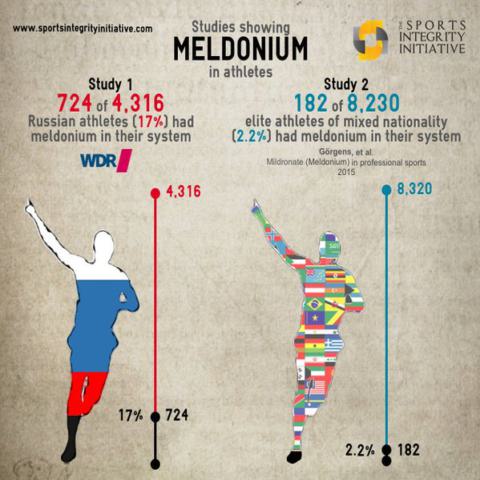 www.sportsintegrityinitiative.com
Studies showing
MELDONIUM
in athletes
THE SPORTS
INTEGRITY
INITIATIVE
Study 1
724 of 4,316
Russian athletes (17%) had
meldonium in their system
WDR
Study 2
182 of 8,230
elite athletes of mixed nationality
(2.2%) had meldonium in their system
Görgens, et al.
Mildronate (Meldonium) in professional sports
2015
4,316
8,320
17% 724
2.2% 182